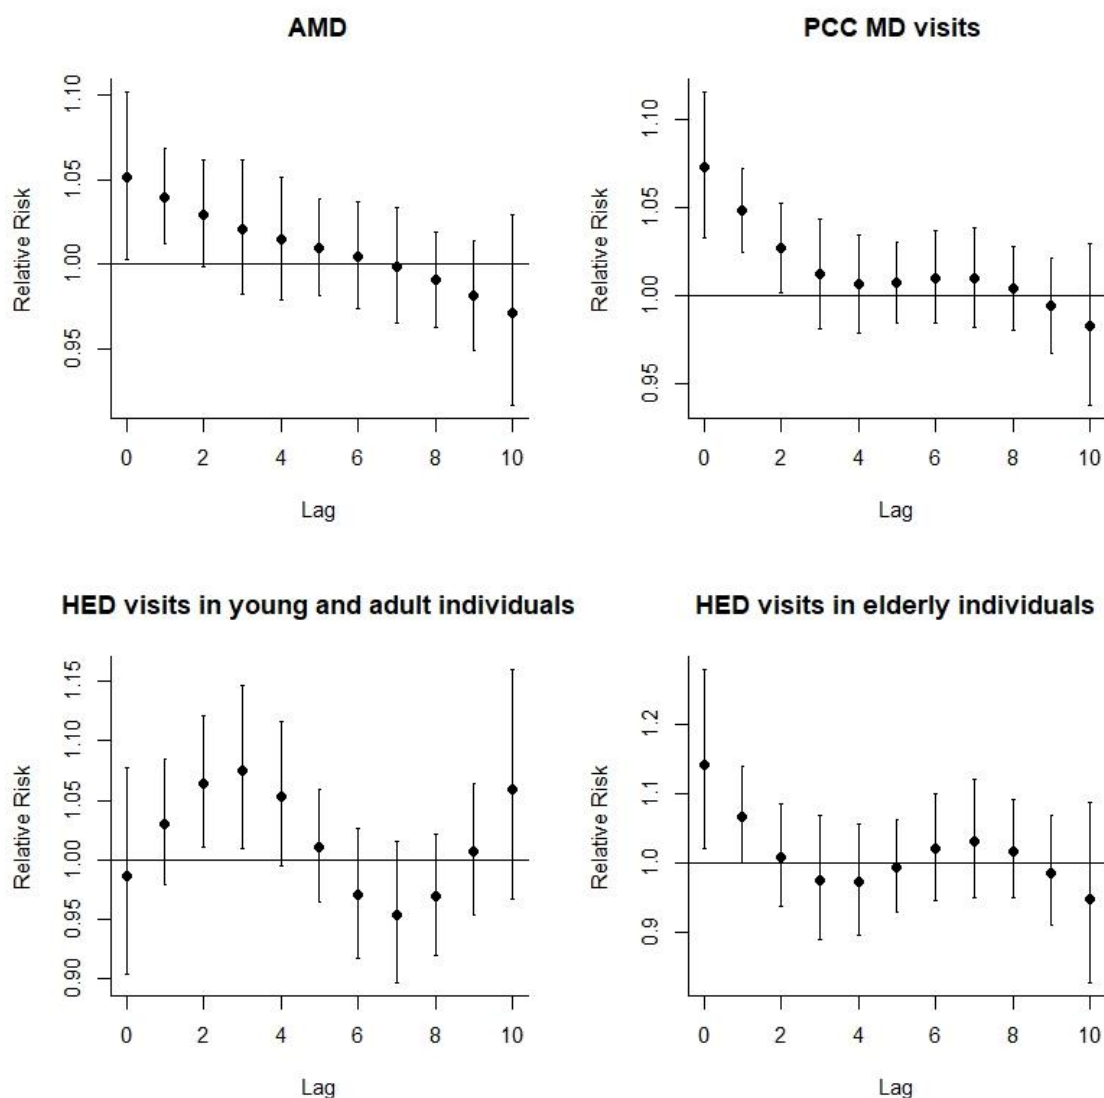 AMD
Relative Risk
1.10
1.05
1.00
0.95
0 2 4 6 8 10
Lag
PCC MD visits
Relative Risk
1.10
1.05
1.00
0.95
0 2 4 6 8 10
Lag
HED visits in young and adult individuals
Relative Risk
1.15
1.10
1.05
1.00
0.95
0.90
0 2 4 6 8 10
Lag
HED visits in elderly individuals
Relative Risk
1.2
1.1
1.0
0.9
0 2 4 6 8 10
Lag